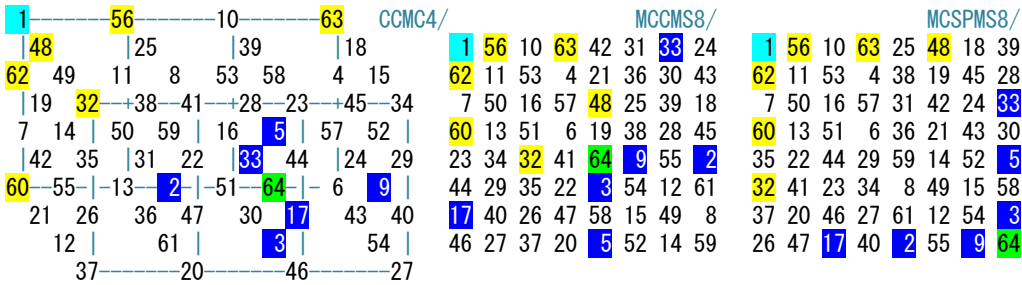 1-------56-------10-------63 CCMC4/ MCCMS8/ MCSPMS8/
|48 |25 |39 |18 1 56 10 63 42 31 33 24 1 56 10 63 25 48 18 39
62 49 11 8 53 58 4 15 62 11 53 4 21 36 30 43 62 11 53 4 38 19 45 28
|19 32--+38--41--+28--23--+45--34 7 50 16 57 48 25 39 18 7 50 16 57 31 42 24 33
7 14| 50 59 | 16 5| 57 52 | 60 13 51 6 19 38 28 45 60 13 51 6 36 21 43 30
|42 35 |31 22 |33 44 |24 29 23 34 32 41 64 9 55 2 35 22 44 29 59 14 52 5
60--55-|-13---2-|-51--64-|- 6 9| 44 29 35 22 3 54 12 61 32 41 23 34 8 49 15 58
21 26 36 47 30 17 43 40 17 40 26 47 58 15 49 8 37 20 46 27 61 12 54 3
12 | 61 | 3 54 | 46 27 37 20 5 52 14 59 26 47 17 40 2 55 9 64
37-------20-------46-------27